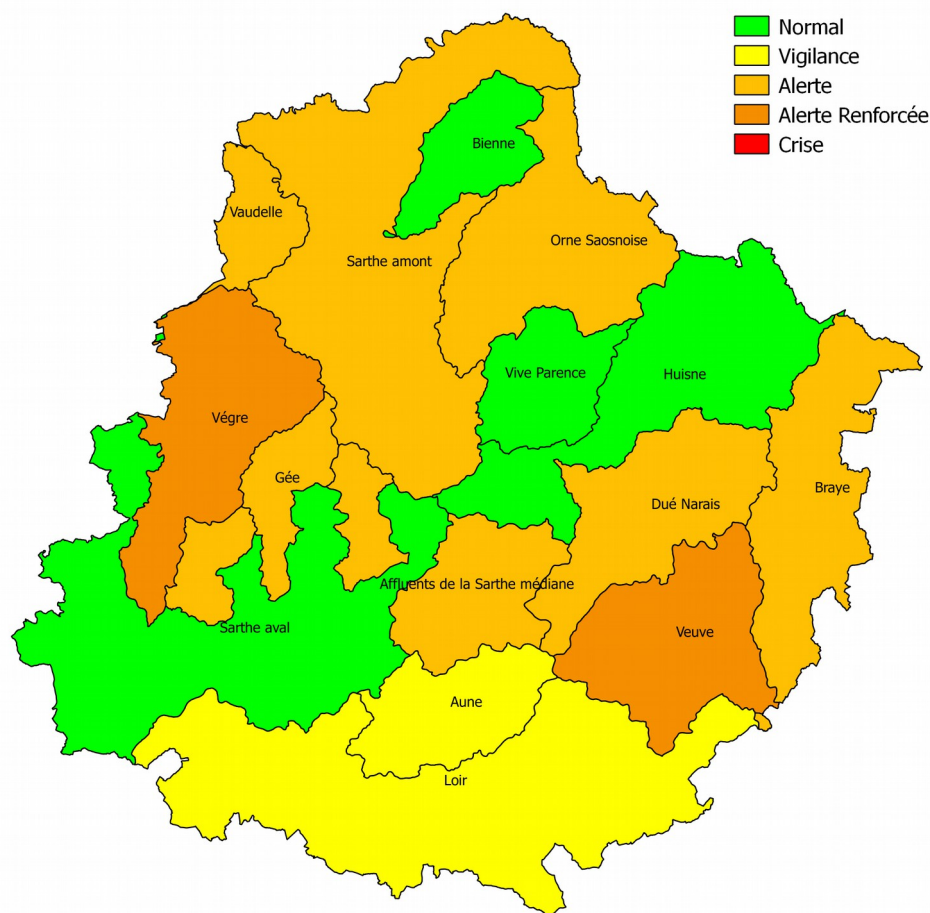 Normal
Vigilance
Alerte
Alerte Renforcée
Crise
Bienne
Vaudelle
Orne Saosnoise
Sarthe amont
Vive Parence
Huisne
Végre
Gée
Braye
Dué Narais
Affluents de la Sarthe médiane
Sarthe aval
Veuve
Aune
Loir